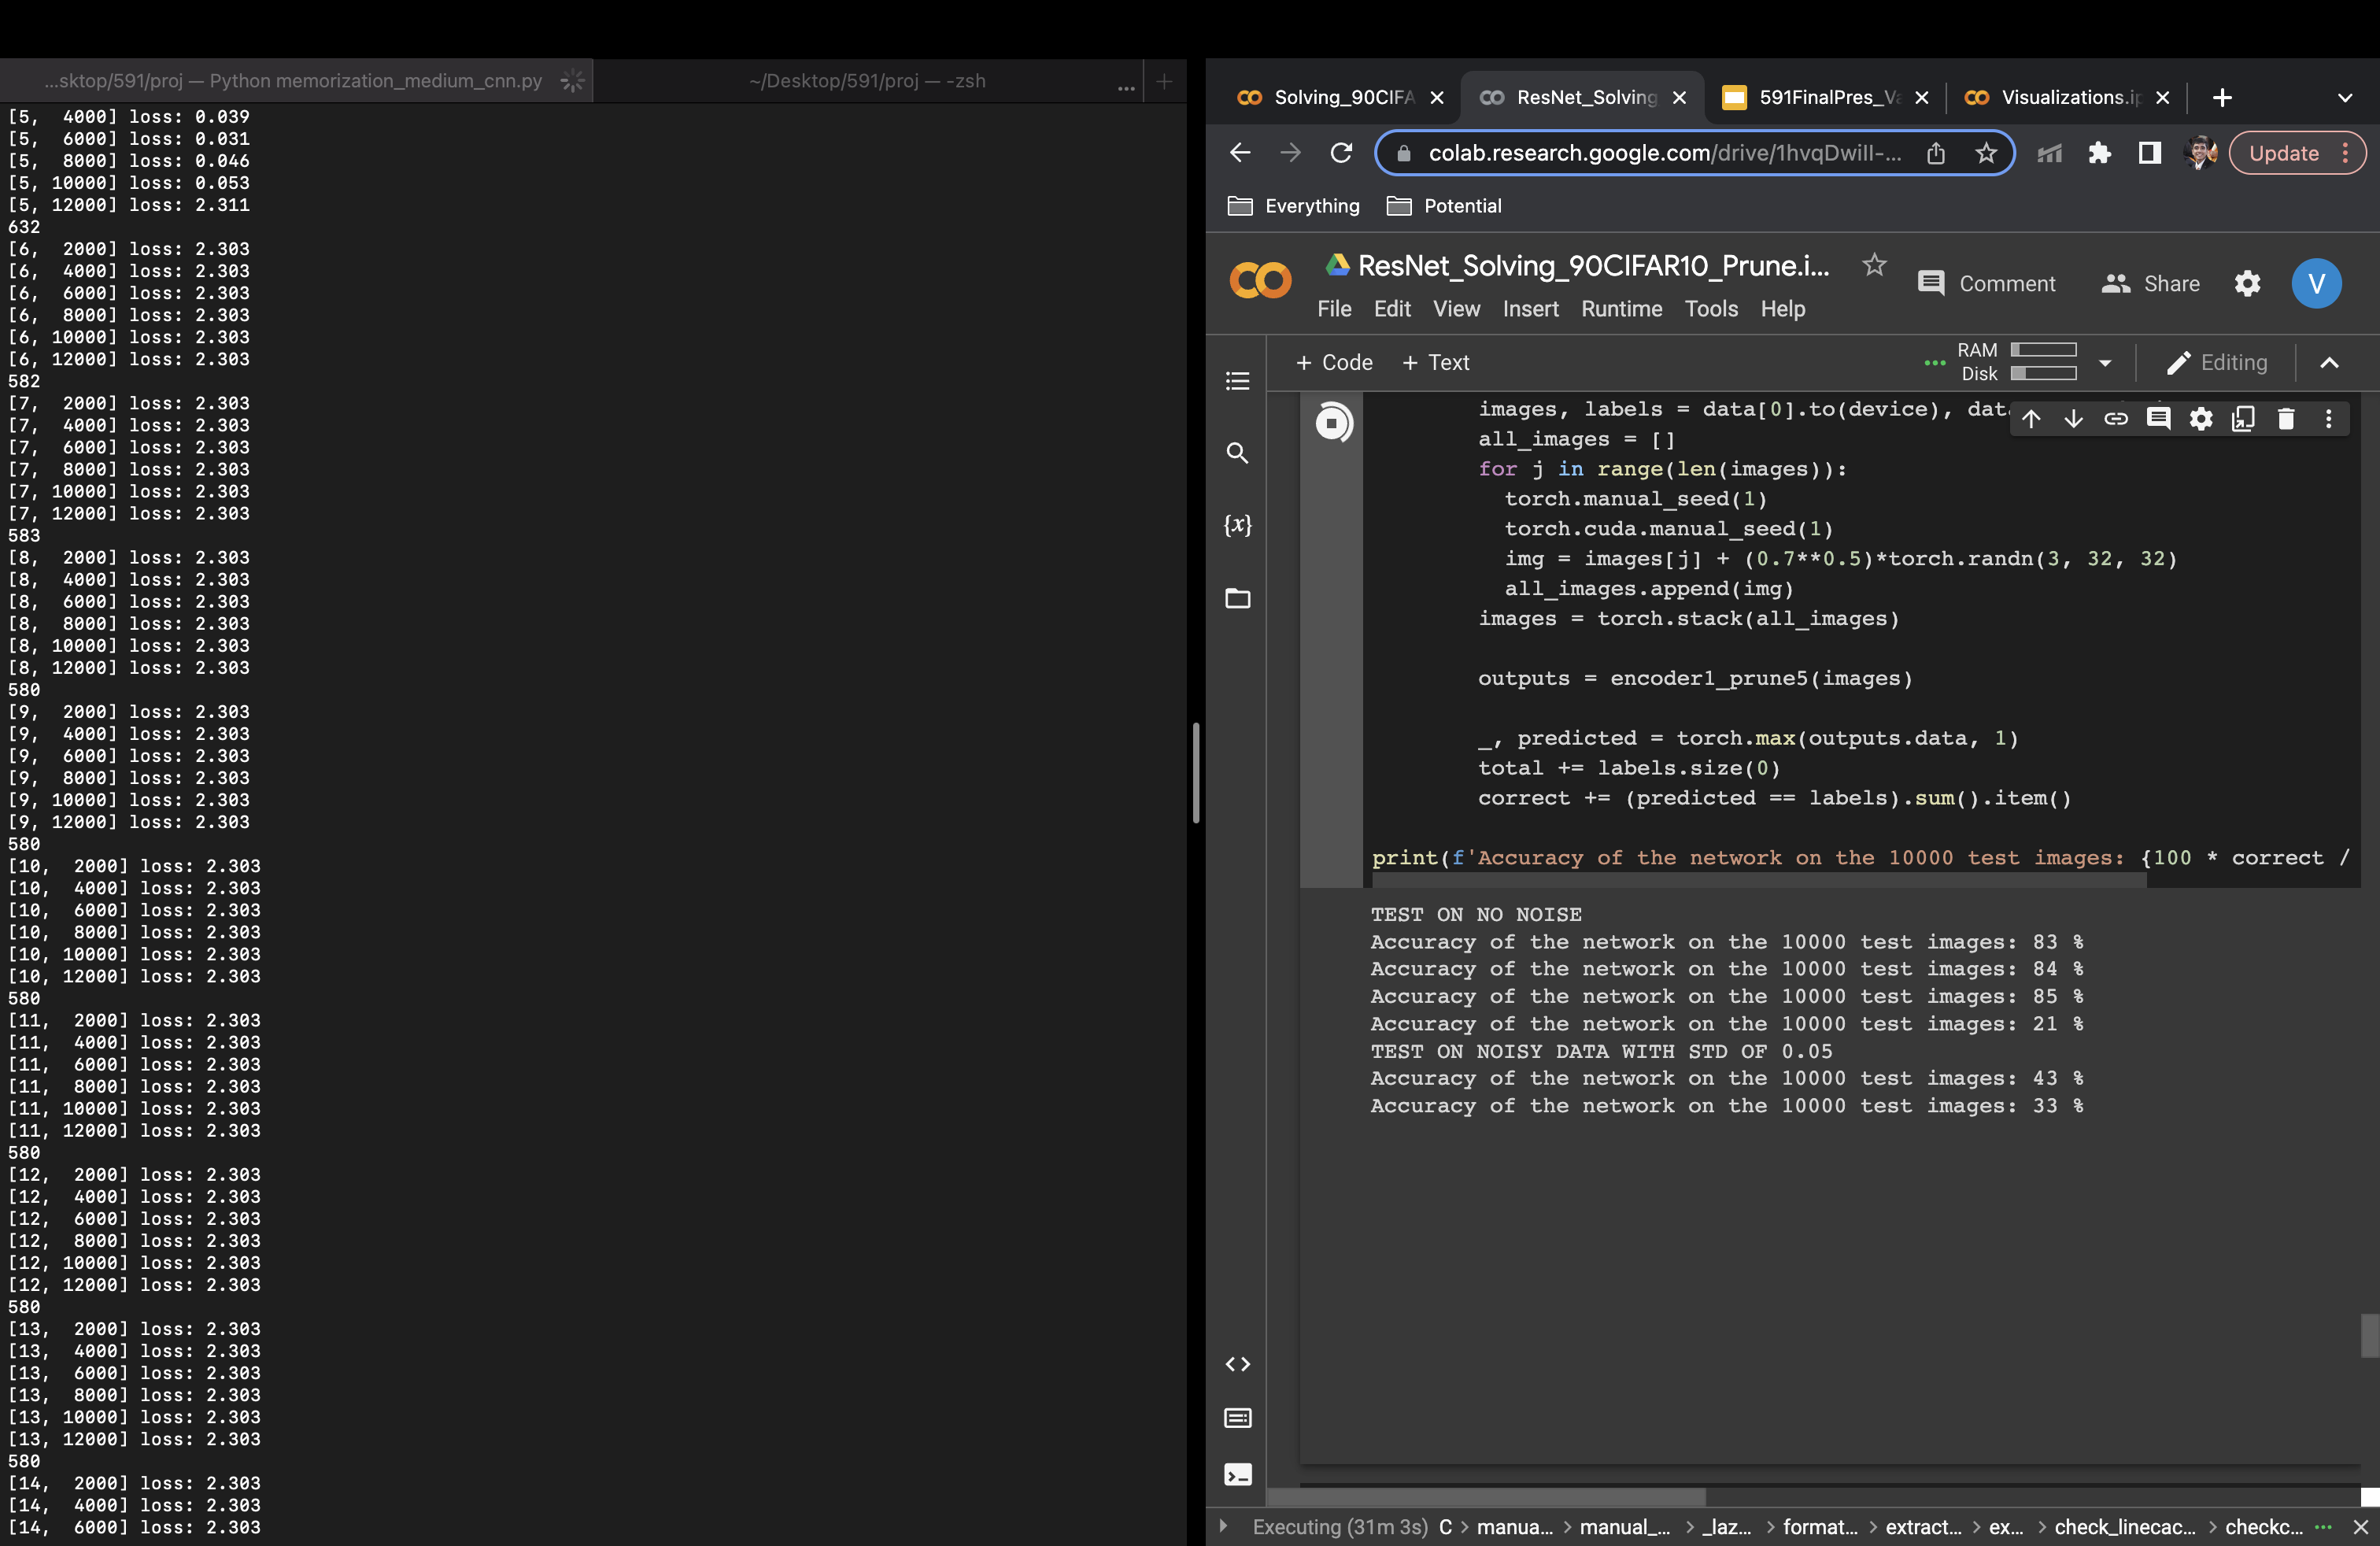 ...sktop/591/proj — Python memorization_medium_cnn.py
~/Desktop/591/proj — -zsh
[5,  4000] loss: 0.039
[5,  6000] loss: 0.031
[5,  8000] loss: 0.046
[5, 10000] loss: 0.053
[5, 12000] loss: 2.311
632
[6,  2000] loss: 2.303
[6,  4000] loss: 2.303
[6,  6000] loss: 2.303
[6,  8000] loss: 2.303
[6, 10000] loss: 2.303
[6, 12000] loss: 2.303
582
[7,  2000] loss: 2.303
[7,  4000] loss: 2.303
[7,  6000] loss: 2.303
[7,  8000] loss: 2.303
[7, 10000] loss: 2.303
[7, 12000] loss: 2.303
583
[8,  2000] loss: 2.303
[8,  4000] loss: 2.303
[8,  6000] loss: 2.303
[8,  8000] loss: 2.303
[8, 10000] loss: 2.303
[8, 12000] loss: 2.303
580
[9,  2000] loss: 2.303
[9,  4000] loss: 2.303
[9,  6000] loss: 2.303
[9,  8000] loss: 2.303
[9, 10000] loss: 2.303
[9, 12000] loss: 2.303
580
[10,  2000] loss: 2.303
[10,  4000] loss: 2.303
[10,  6000] loss: 2.303
[10,  8000] loss: 2.303
[10, 10000] loss: 2.303
[10, 12000] loss: 2.303
580
[11,  2000] loss: 2.303
[11,  4000] loss: 2.303
[11,  6000] loss: 2.303
[11,  8000] loss: 2.303
[11, 10000] loss: 2.303
[11, 12000] loss: 2.303
580
[12,  2000] loss: 2.303
[12,  4000] loss: 2.303
[12,  6000] loss: 2.303
[12,  8000] loss: 2.303
[12, 10000] loss: 2.303
[12, 12000] loss: 2.303
580
[13,  2000] loss: 2.303
[13,  4000] loss: 2.303
[13,  6000] loss: 2.303
[13,  8000] loss: 2.303
[13, 10000] loss: 2.303
[13, 12000] loss: 2.303
580
[14,  2000] loss: 2.303
[14,  4000] loss: 2.303
[14,  6000] loss: 2.303
Solving_90CIFA
ResNet_Solving
591FinalPres_Va
Visualizations.ip
colab.research.google.com/drive/1hvqDwill-...
Update
Everything
Potential
ResNet_Solving_90CIFAR10_Prune.i...
Comment
Share
V
File Edit View Insert Runtime Tools Help
+ Code + Text
RAM
Disk
Editing
{x}
images, labels = data[0].to(device), dat
all_images = []
for j in range(len(images)):
torch.manual_seed(1)
torch.cuda.manual_seed(1)
img = images[j] + (0.7**0.5)*torch.randn(3, 32, 32)
all_images.append(img)
images = torch.stack(all_images)
outputs = encoder1_prune5(images)
_, predicted = torch.max(outputs.data, 1)
total += labels.size(0)
correct += (predicted == labels).sum().item()
print(f'Accuracy of the network on the 10000 test images: {100 * correct /
TEST ON NO NOISE
Accuracy of the network on the 10000 test images: 83 %
Accuracy of the network on the 10000 test images: 84 %
Accuracy of the network on the 10000 test images: 85 %
Accuracy of the network on the 10000 test images: 21 %
TEST ON NOISY DATA WITH STD OF 0.05
Accuracy of the network on the 10000 test images: 43 %
Accuracy of the network on the 10000 test images: 33 %
Executing (31m 3s) C > manua... > manual_... > _laz... > format... > extract... > ex... > check_linecac... > checkc...